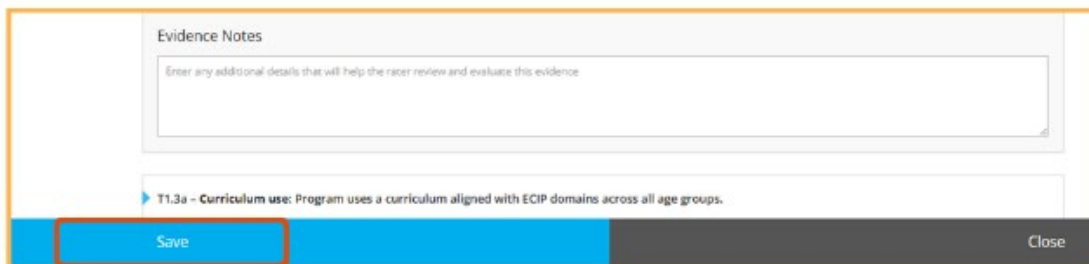 Evidence Notes
Enter any additional details that will help the rater review and evaluate this evidence
T1.3a – Curriculum use: Program uses a curriculum aligned with ECIP domains across all age groups.
Save
Close